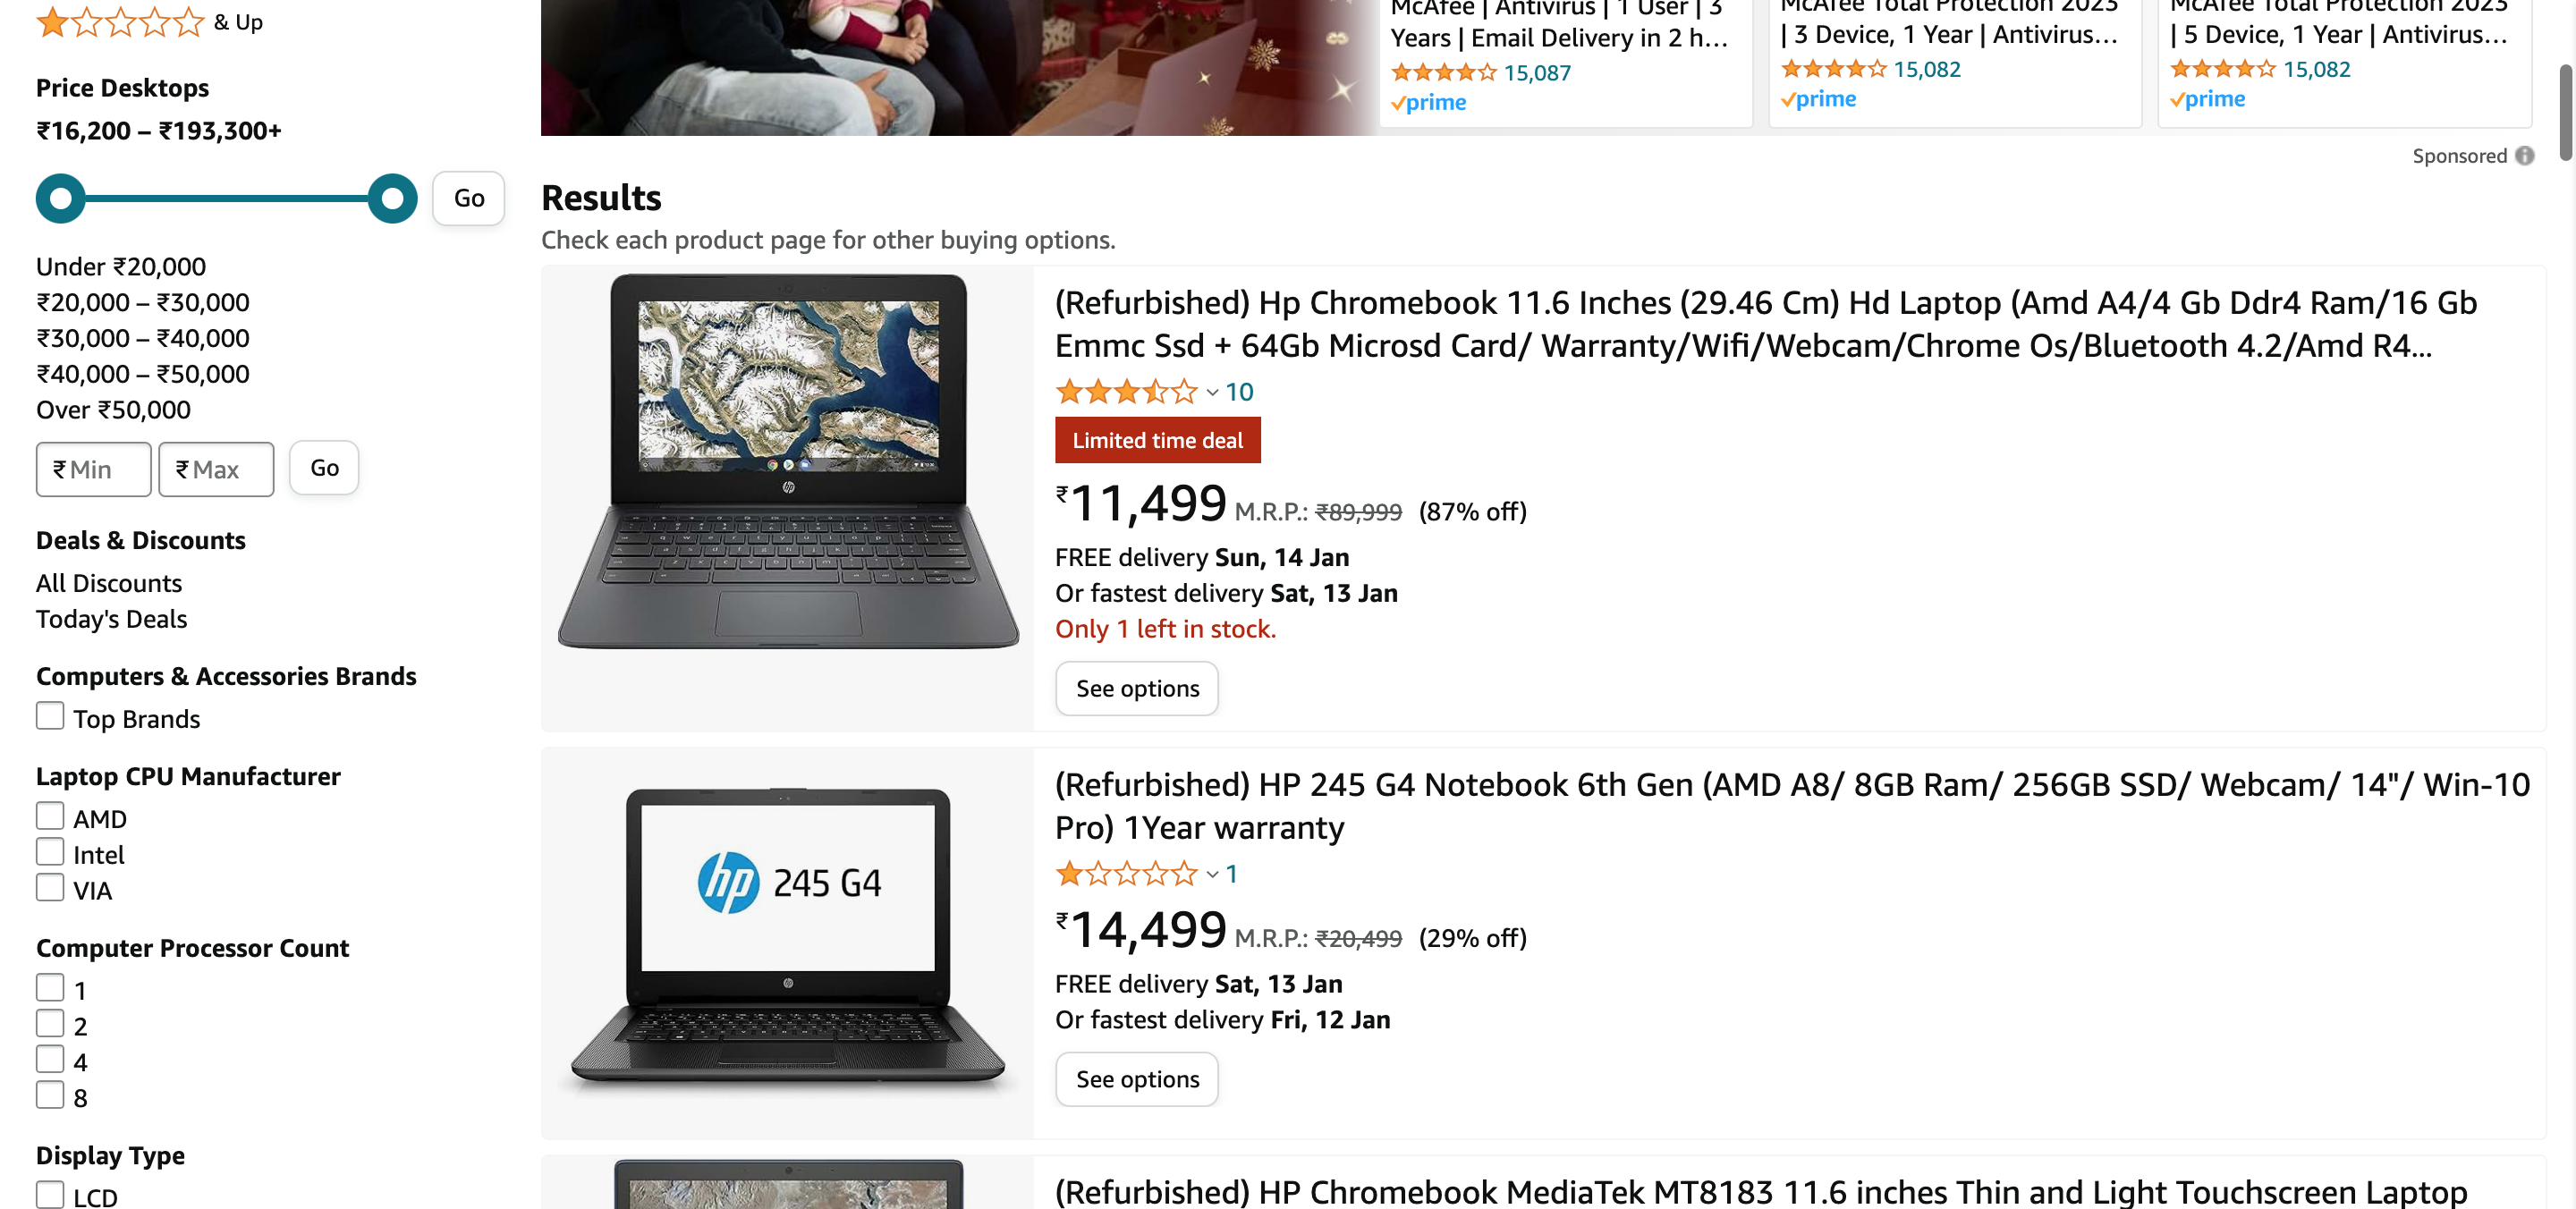 & Up
Price Desktops
₹16,200 – ₹193,300+
Go
Under ₹20,000
₹20,000 – ₹30,000
₹30,000 – ₹40,000
₹40,000 – ₹50,000
Over ₹50,000
₹ Min ₹ Max Go
Deals & Discounts
All Discounts
Today's Deals
Computers & Accessories Brands
Top Brands
Laptop CPU Manufacturer
AMD
Intel
VIA
Computer Processor Count
1
2
4
8
Display Type
LCD
McAfee | Antivirus | 1 User | 3
Years | Email Delivery in 2 h...
15,087
prime
McAfee Total Protection 2023
| 3 Device, 1 Year | Antivirus...
15,082
prime
McAfee Total Protection 2023
| 5 Device, 1 Year | Antivirus...
15,082
prime
Sponsored
Results
Check each product page for other buying options.
(Refurbished) Hp Chromebook 11.6 Inches (29.46 Cm) Hd Laptop (Amd A4/4 Gb Ddr4 Ram/16 Gb
Emmc Ssd + 64Gb Microsd Card/ Warranty/Wifi/Webcam/Chrome Os/Bluetooth 4.2/Amd R4...
10
Limited time deal
₹11,499 M.R.P.: ₹89,999 (87% off)
FREE delivery Sun, 14 Jan
Or fastest delivery Sat, 13 Jan
Only 1 left in stock.
See options
hp 245 G4
(Refurbished) HP 245 G4 Notebook 6th Gen (AMD A8/ 8GB Ram/ 256GB SSD/ Webcam/ 14"/ Win-10
Pro) 1Year warranty
1
₹14,499 M.R.P.: ₹20,499 (29% off)
FREE delivery Sat, 13 Jan
Or fastest delivery Fri, 12 Jan
See options
(Refurbished) HP Chromebook MediaTek MT8183 11.6 inches Thin and Light Touchscreen Laptop